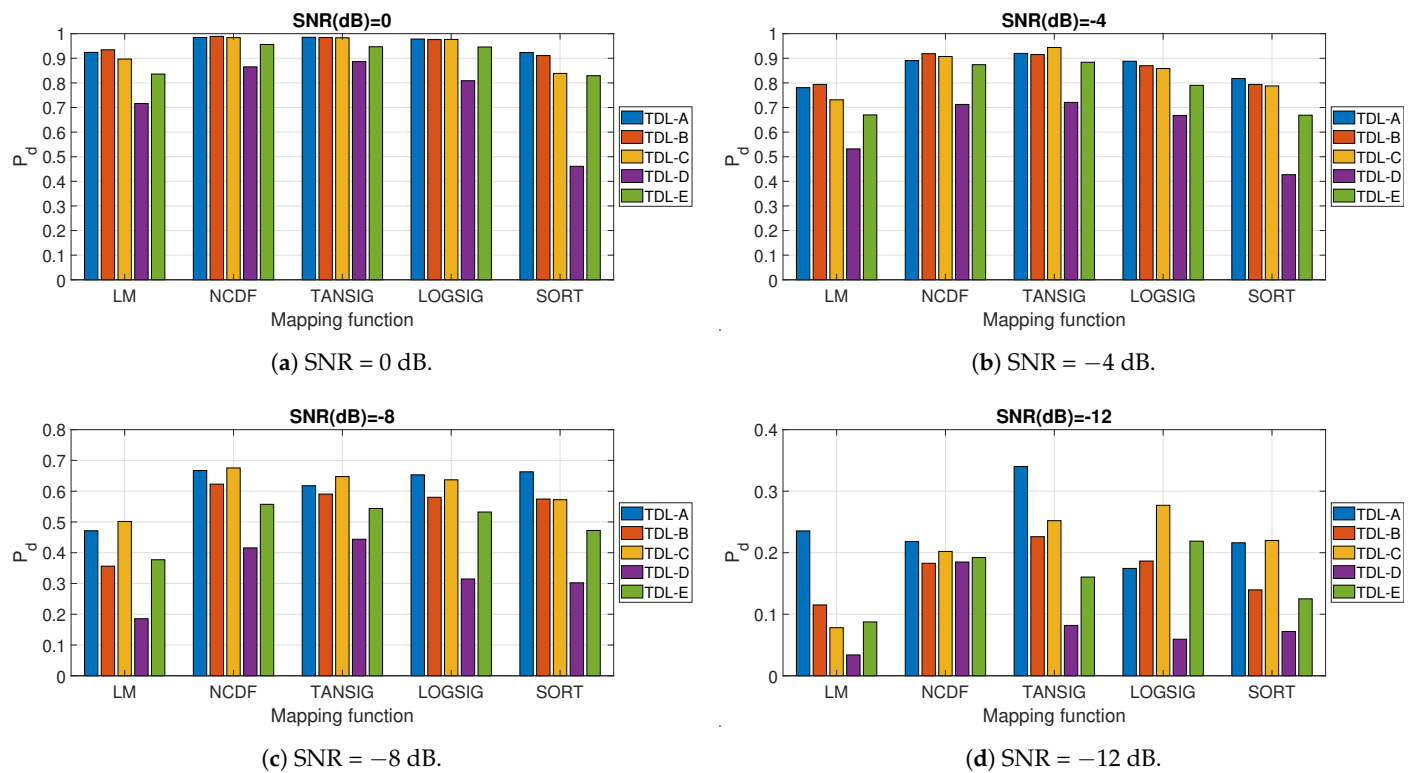 SNR(dB)=0
1
0.9
0.8
0.7
0.6
0.5
0.4
0.3
0.2
0.1
0
P_d
LM NCDF TANSIG LOGSIG SORT
Mapping function
TDL-A
TDL-B
TDL-C
TDL-D
TDL-E
(a) SNR = 0 dB.
SNR(dB)=-4
1
0.9
0.8
0.7
0.6
0.5
0.4
0.3
0.2
0.1
0
P_d
LM NCDF TANSIG LOGSIG SORT
Mapping function
TDL-A
TDL-B
TDL-C
TDL-D
TDL-E
(b) SNR = −4 dB.
SNR(dB)=-8
0.8
0.7
0.6
0.5
0.4
0.3
0.2
0.1
0
P_d
LM NCDF TANSIG LOGSIG SORT
Mapping function
TDL-A
TDL-B
TDL-C
TDL-D
TDL-E
(c) SNR = −8 dB.
SNR(dB)=-12
0.4
0.3
0.2
0.1
0
P_d
LM NCDF TANSIG LOGSIG SORT
Mapping function
TDL-A
TDL-B
TDL-C
TDL-D
TDL-E
(d) SNR = −12 dB.